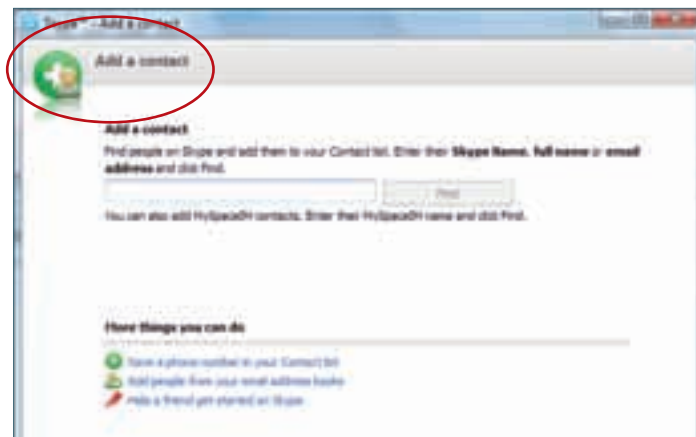 Skype™ - Add a contact
Add a contact
Add a contact
Find people on Skype and add them to your Contact list. Enter their Skype Name, full name or email
address and click Find.
Find
You can also add MySpaceIM contacts. Enter their MySpaceIM name and click Find.
More things you can do
Save a phone number in your Contact list
Add people from your email address books
Help a friend get started on Skype